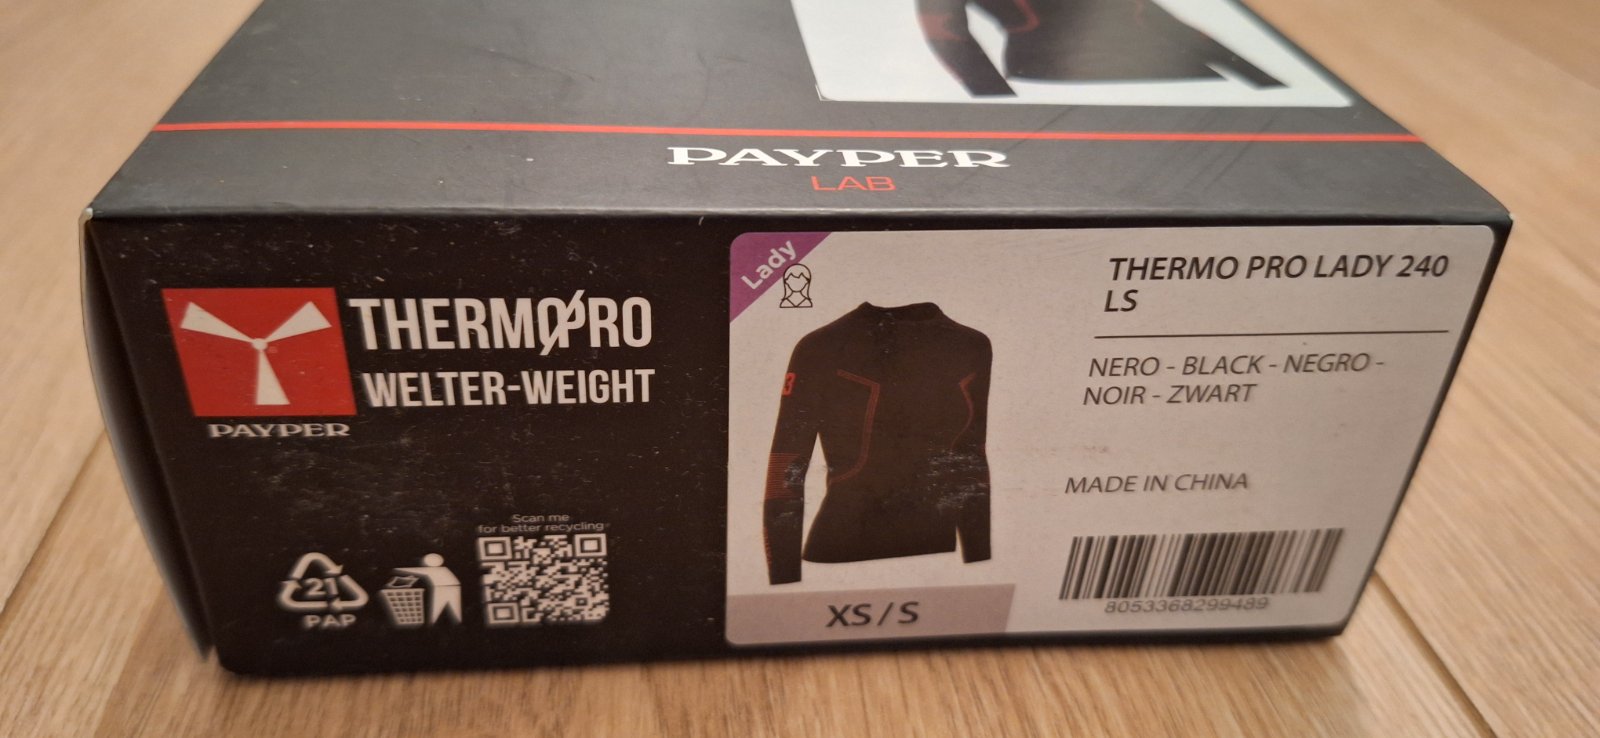 PAYPER
LAB
THERMOPRO
WELTER-WEIGHT
PAYPER
Scan me
for better recycling
21
PAP
Lady
3
XS / S
THERMO PRO LADY 240
LS
NERO - BLACK - NEGRO -
NOIR - ZWART
MADE IN CHINA
8053368299489